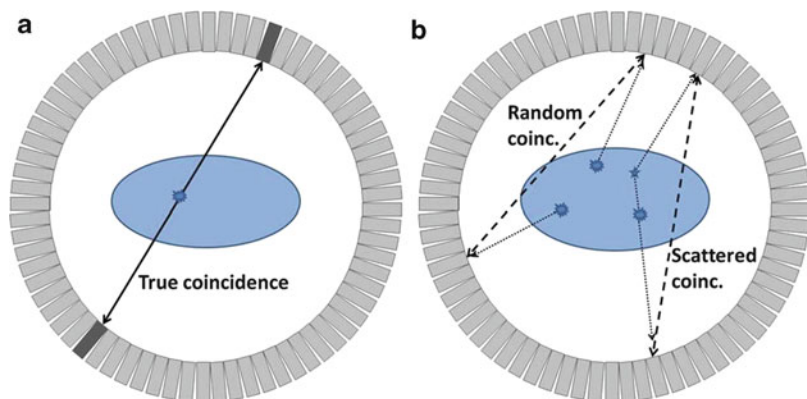 a
True coincidence
b
Random
coinc.
Scattered
coinc.